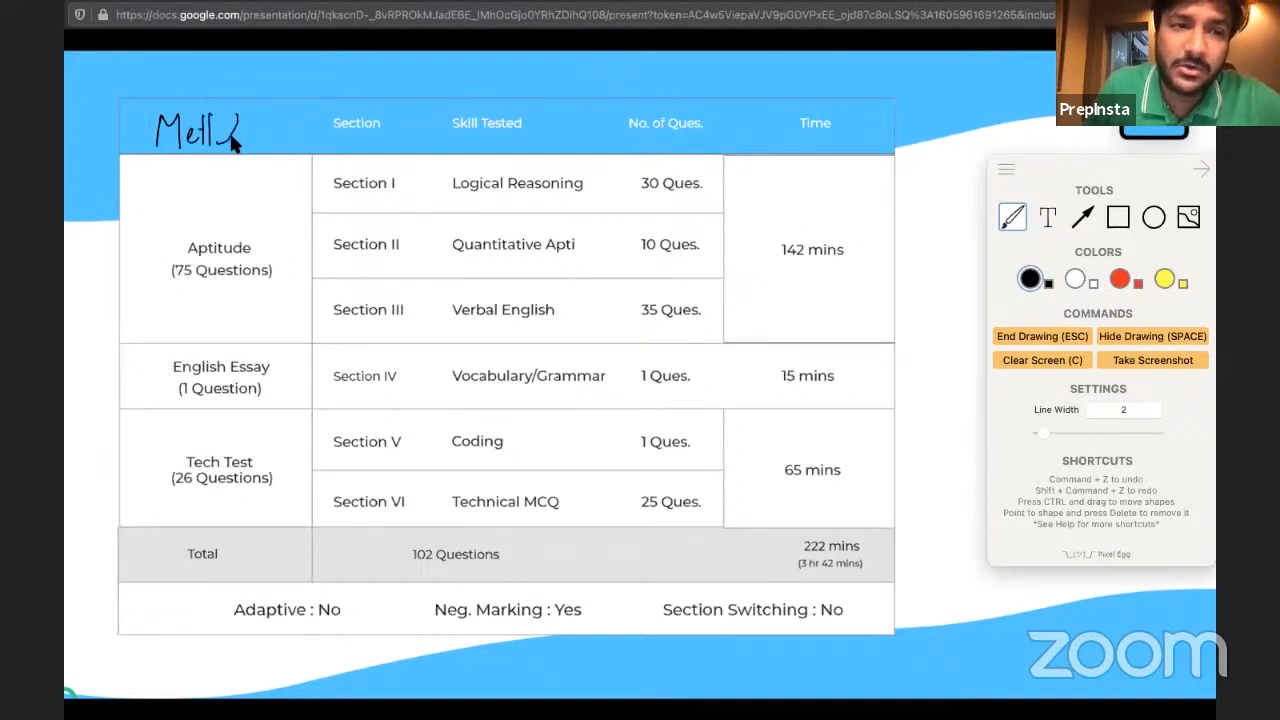 https://docs.google.com/presentation/d/1qkacnD-_8vRPROkMJadE6E_IMhOcGjo0YRhZDihQ108/present?token=AC4w5ViepaVJV9pGDVPxEE_ojd87c8oLSQ%3A1605961691265&inclu
PrepInsta
Section Skill Tested No. of Ques. Time
Section I Logical Reasoning 30 Ques.
Aptitude
(75 Questions)
Section II Quantitative Apti 10 Ques.
142 mins
Section III Verbal English 35 Ques.
English Essay
(1 Question)
Section IV Vocabulary/Grammar 1 Ques. 15 mins
Tech Test
(26 Questions)
Section V Coding 1 Ques.
65 mins
Section VI Technical MCQ 25 Ques.
Total 102 Questions 222 mins
(3 hr 42 mins)
Adaptive : No Neg. Marking : Yes Section Switching : No
TOOLS
T
COLORS
COMMANDS
End Drawing (ESC) Hide Drawing (SPACE)
Clear Screen (C) Take Screenshot
SETTINGS
Line Width 2
SHORTCUTS
Command + Z to undo
Shift + Command + Z to redo
Press CTRL and drag to move shapes
Point to shape and press Delete to remove it
*See Help for more shortcuts*
¯\_(ツ)_/¯ Pixel Egg
zoom